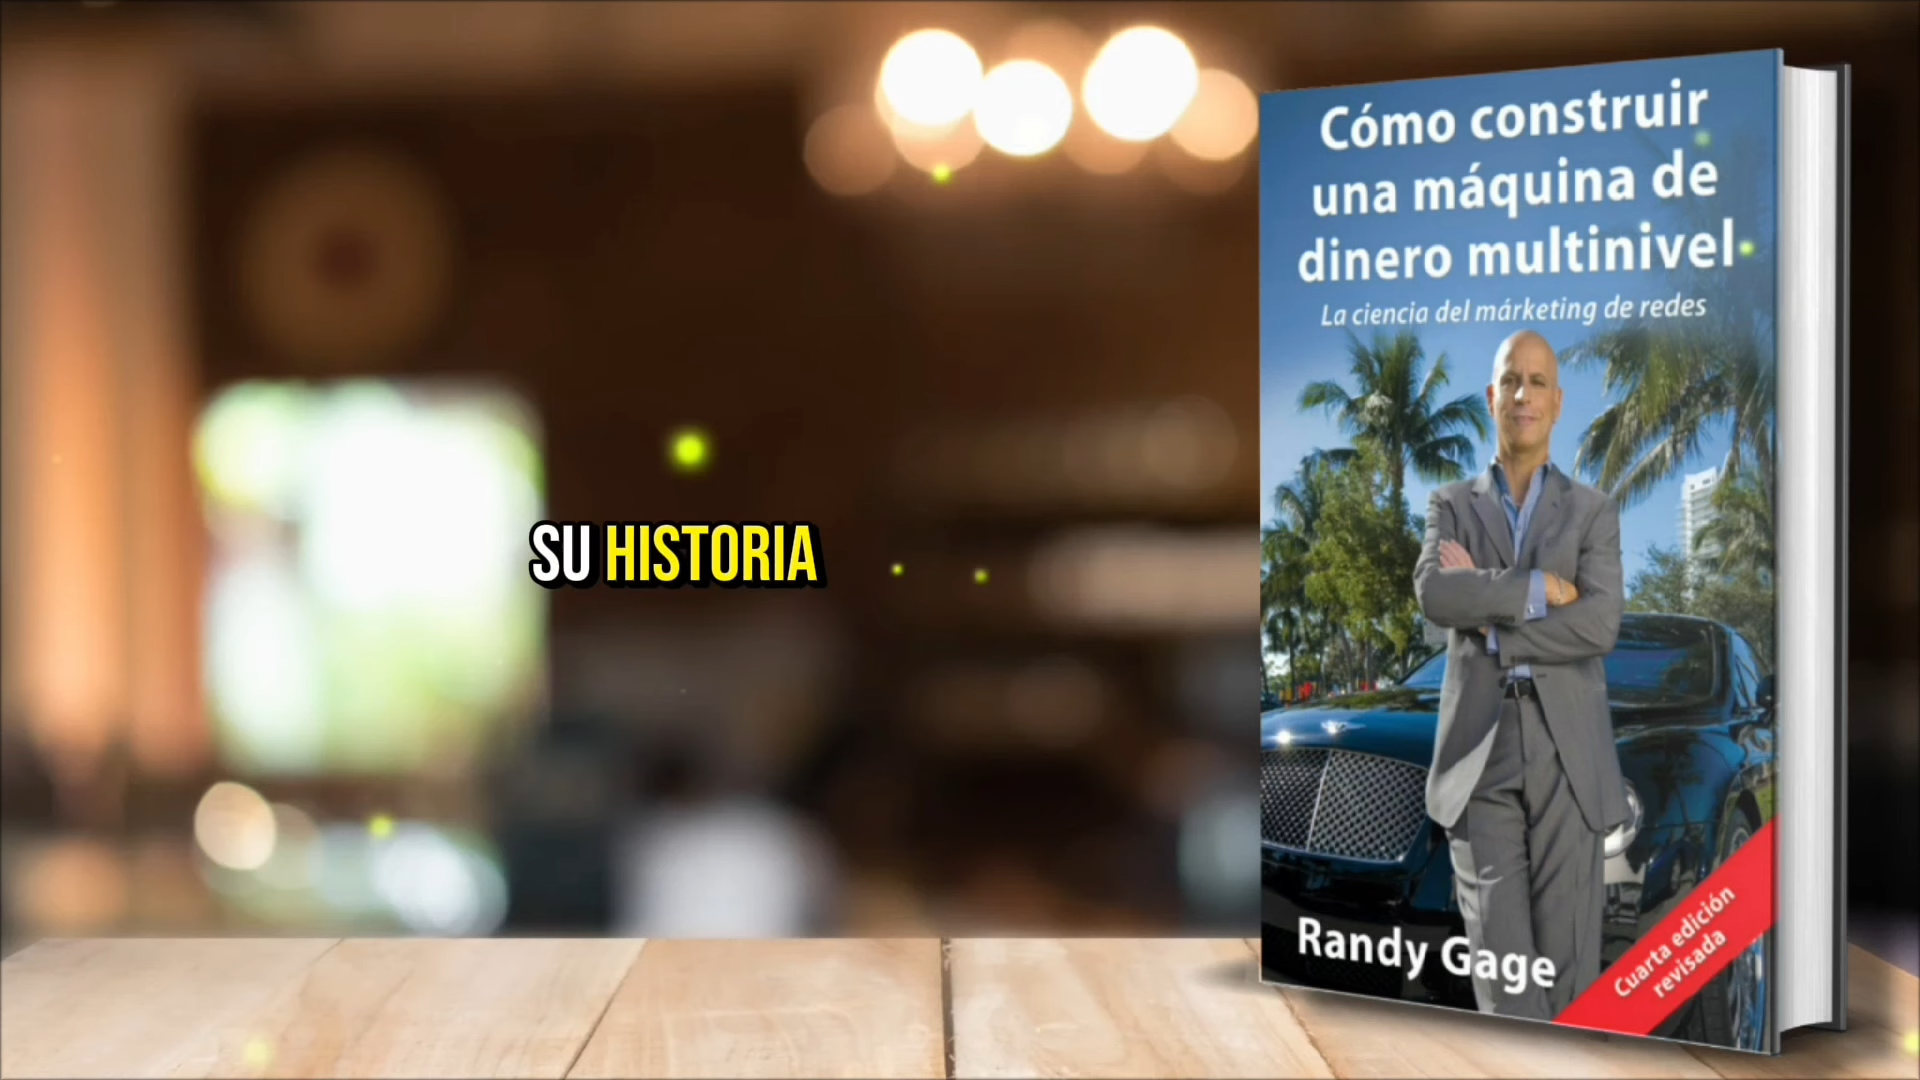 SU HISTORIA
Cómo construir
una máquina de
dinero multinivel
La ciencia del márketing de redes
Randy Gage
Cuarta edición
revisada